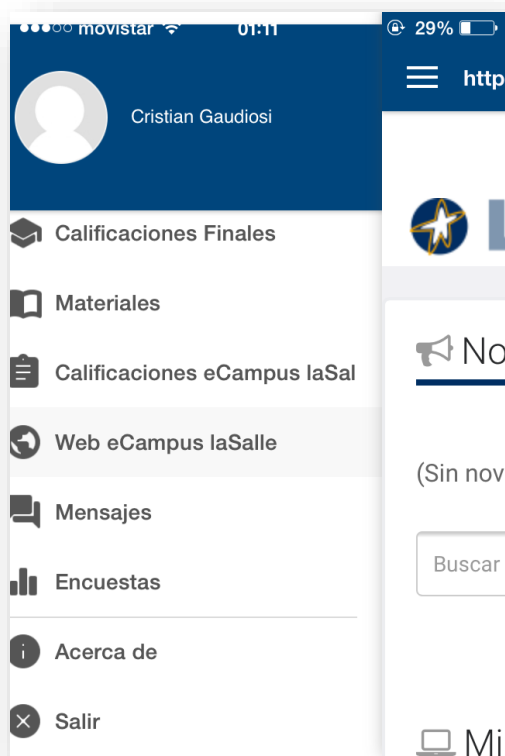 movistar 01:11 29%
Cristian Gaudiosi
http
L
Calificaciones Finales
Materiales
No
Calificaciones eCampus laSal
Web eCampus laSalle
(Sin nov
Mensajes
Buscar
Encuestas
Acerca de
Salir
Mi